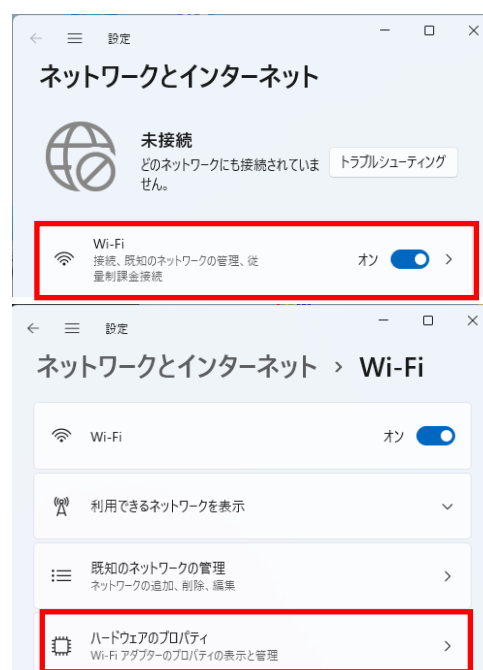 設定
ネットワークとインターネット
未接続
どのネットワークにも接続されていま
せん。
トラブルシューティング
Wi-Fi
接続、既知のネットワークの管理、従
量制課金接続
オン
設定
ネットワークとインターネット › Wi-Fi
Wi-Fi
オン
利用できるネットワークを表示
既知のネットワークの管理
ネットワークの追加、削除、編集
ハードウェアのプロパティ
Wi-Fi アダプターのプロパティの表示と管理